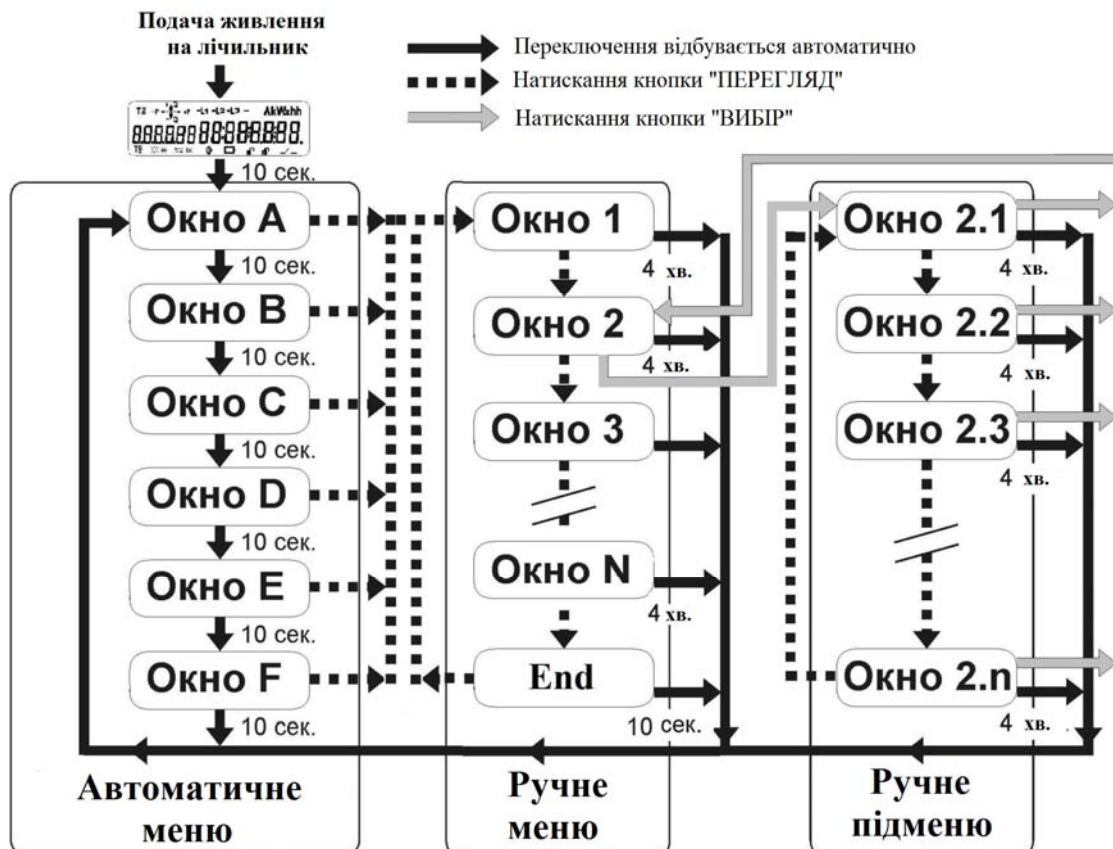 Подача живлення
на лічильник
Переключення відбувається автоматично
Натискання кнопки "ПЕРЕГЛЯД"
Натискання кнопки "ВИБІР"
10 сек.
Окно A
10 сек.
Окно B
10 сек.
Окно C
10 сек.
Окно D
10 сек.
Окно E
10 сек.
Окно F
10 сек.
Автоматичне
меню
Окно 1
4 хв.
Окно 2
4 хв.
Окно 3
Окно N
4 хв.
End
10 сек.
Ручне
меню
Окно 2.1
4 хв.
Окно 2.2
4 хв.
Окно 2.3
4 хв.
Окно 2.n
4 хв.
Ручне
підменю